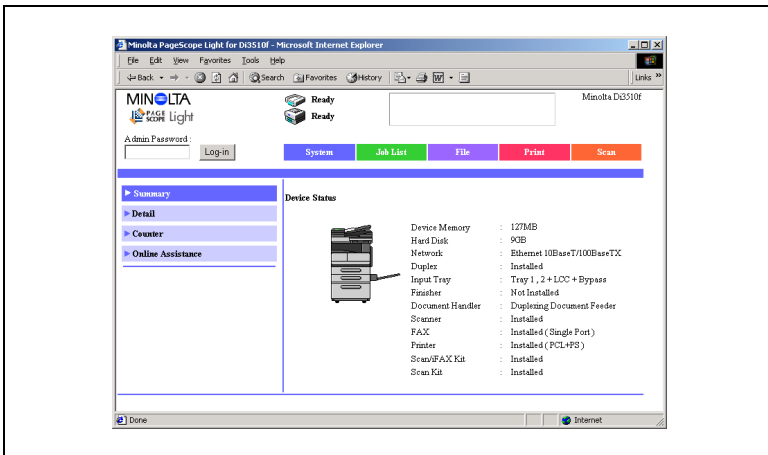 Minolta PageScope Light for Di3510f - Microsoft Internet Explorer
File Edit View Favorites Tools Help
Back Search Favorites History Links »
MINOLTA
PAGE SCOPE Light
Ready
Ready
Minolta Di3510f
Admin Password :
Log-in
System Job List File Print Scan
Summary
Detail
Counter
Online Assistance
Device Status
Device Memory : 127MB
Hard Disk : 9GB
Network : Ethernet 10BaseT/100BaseTX
Duplex : Installed
Input Tray : Tray 1 , 2 + LCC + Bypass
Finisher : Not Installed
Document Handler : Duplexing Document Feeder
Scanner : Installed
FAX : Installed ( Single Port )
Printer : Installed ( PCL+PS )
Scan/iFAX Kit : Installed
Scan Kit : Installed
Done Internet